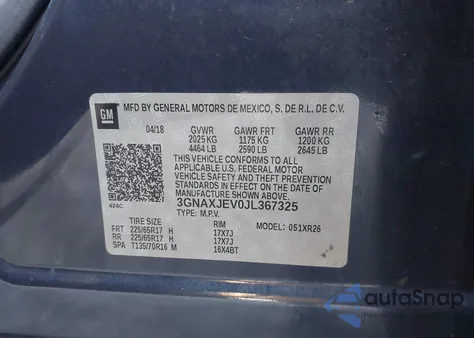 GM
MFD BY GENERAL MOTORS DE MEXICO, S. DE R.L. DE C.V.
04/18 GVWR GAWR FRT GAWR RR
2025 KG 1175 KG 1200 KG
4464 LB 2590 LB 2645 LB
THIS VEHICLE CONFORMS TO ALL APPLICABLE
U.S. FEDERAL MOTOR VEHICLE SAFETY, BUMPER,
AND THEFT PREVENTION STANDARDS IN EFFECT ON
THE DATE OF MANUFACTURE SHOWN ABOVE.
424C 3GNAXJEV0JL367325
TYPE: M.P.V. MODEL: 051XR26
TIRE SIZE RIM
FRT 225/65R17 H 17X7J
RR 225/65R17 H 17X7J
SPA T135/70R16 M 16X4BT
autoSnap